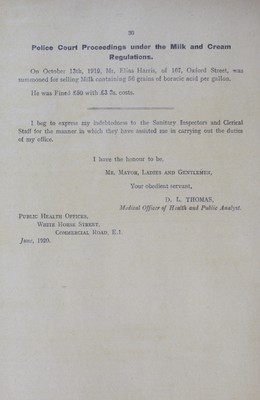 30
Police Court Proceedings under the Milk and Cream
Regulations.
On October 13th, 1919, Mr. Elias Harris, of 167, Oxford Street, was
summoned for selling Milk containing 56 grains of boracic acid per gallon.
He was Fined £50 with £3 3s. costs.
I beg to express my indebtedness to the Sanitary Inspectors and Clerical
Staff for the manner in which they have assisted me in carrying out the duties
of my office.
I have the honour to be,
MR. MAYOR, LADIES AND GENTLEMEN,
Your obedient servant,
D. L. THOMAS,
Medical Officer of Health and Public Analyst.
PUBLIC HEALTH OFFICES,
WHITE HORSE STREET,
COMMERCIAL ROAD, E.1.
June, 1920.